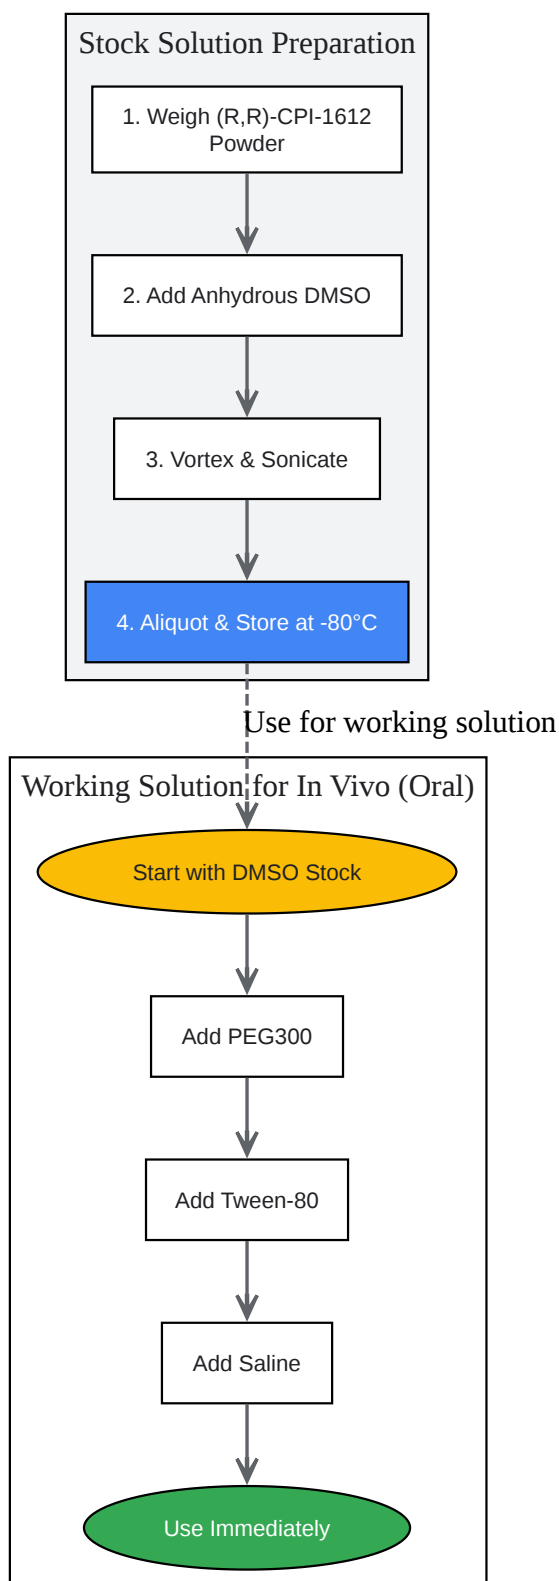 Stock Solution Preparation
1. Weigh (R,R)-CPI-1612
Powder
2. Add Anhydrous DMSO
3. Vortex & Sonicate
4. Aliquot & Store at -80°C
Use for working solution
Working Solution for In Vivo (Oral)
Start with DMSO Stock
Add PEG300
Add Tween-80
Add Saline
Use Immediately